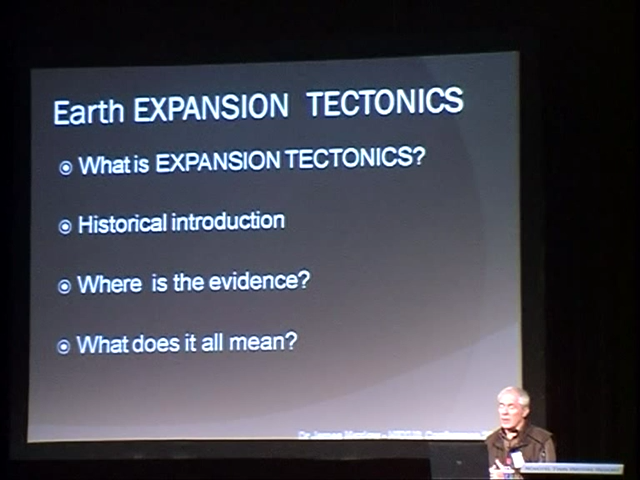 Earth EXPANSION TECTONICS
What is EXPANSION TECTONICS?
Historical introduction
Where is the evidence?
What does it all mean?